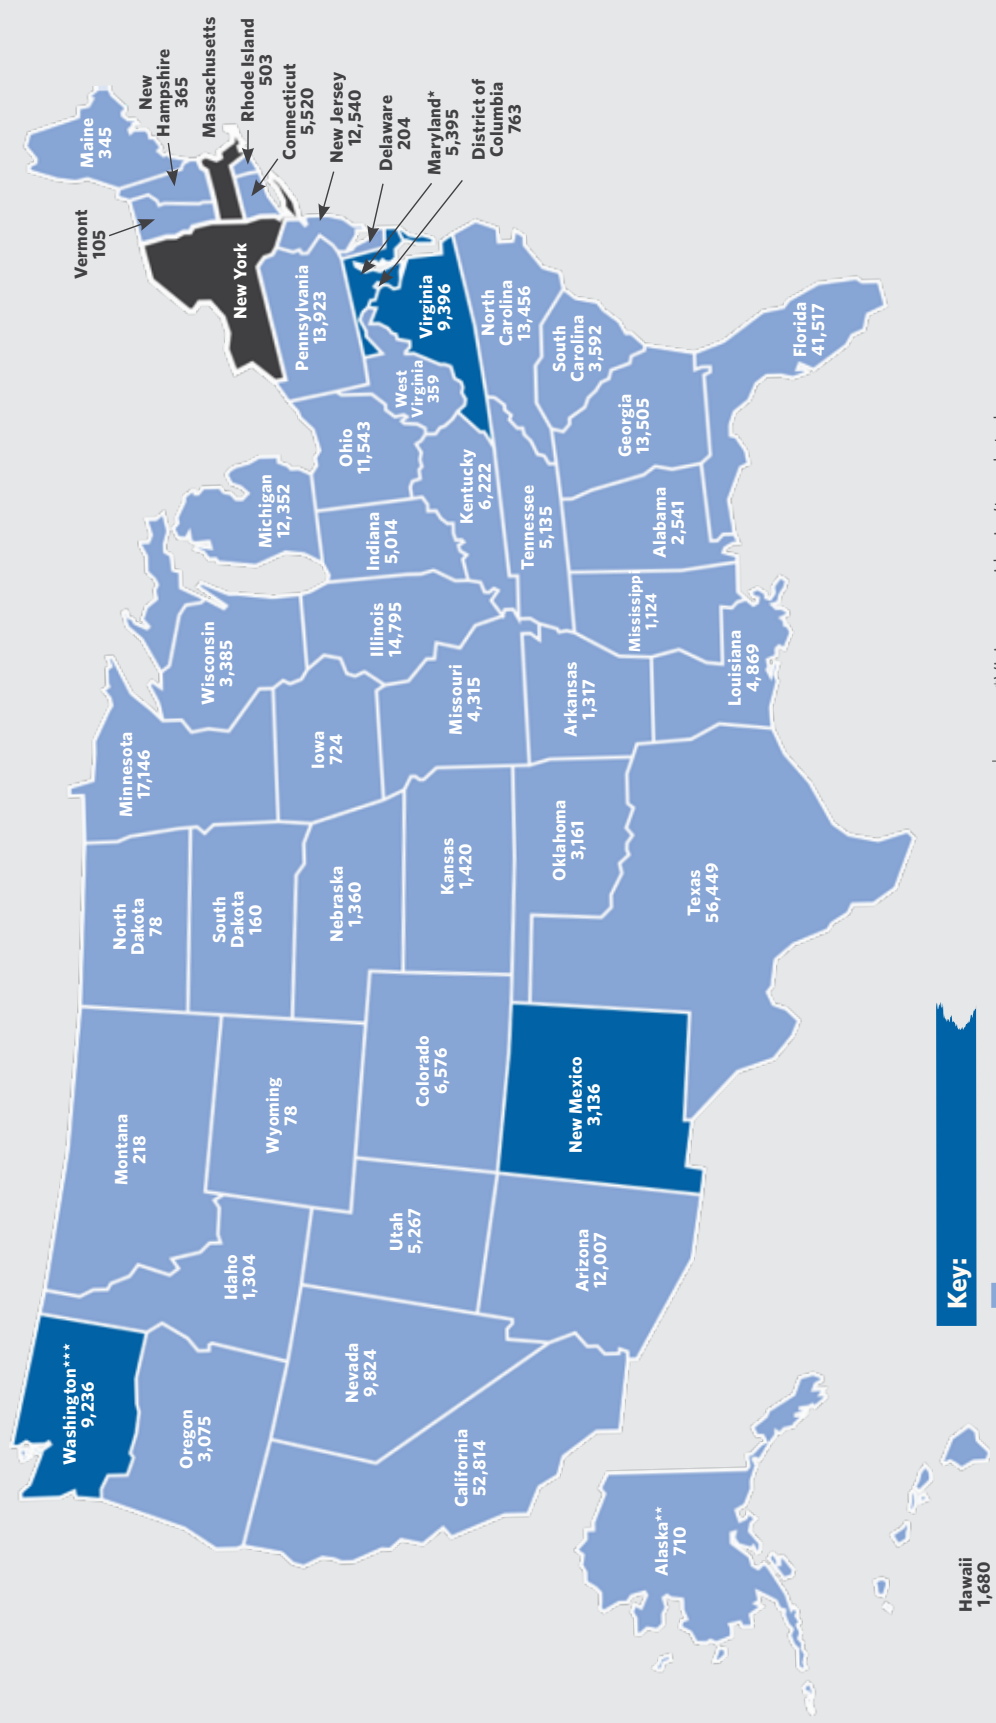 Washington***
9,236
Oregon
3,075
California
52,814
Nevada
9,824
Idaho
1,304
Montana
218
Wyoming
78
Utah
5,267
Arizona
12,007
Colorado
6,576
New Mexico
3,136
North
Dakota
78
South
Dakota
160
Nebraska
1,360
Kansas
1,420
Oklahoma
3,161
Texas
56,449
Minnesota
17,146
Iowa
724
Missouri
4,315
Arkansas
1,317
Louisiana
4,869
Wisconsin
3,385
Illinois
14,795
Mississippi
1,124
Michigan
12,352
Indiana
5,014
Ohio
11,543
Kentucky
6,222
Tennessee
5,135
Alabama
2,541
Georgia
13,505
Florida
41,517
South
Carolina
3,592
North
Carolina
13,456
West
Virginia
359
Virginia
9,396
Pennsylvania
13,923
New York
Vermont
105
Maine
345
New
Hampshire
365
Massachusetts
Rhode Island
503
Connecticut
5,520
New Jersey
12,540
Delaware
204
Maryland*
5,395
District of
Columbia
763
Alaska**
710
Hawaii
1,680
Key: